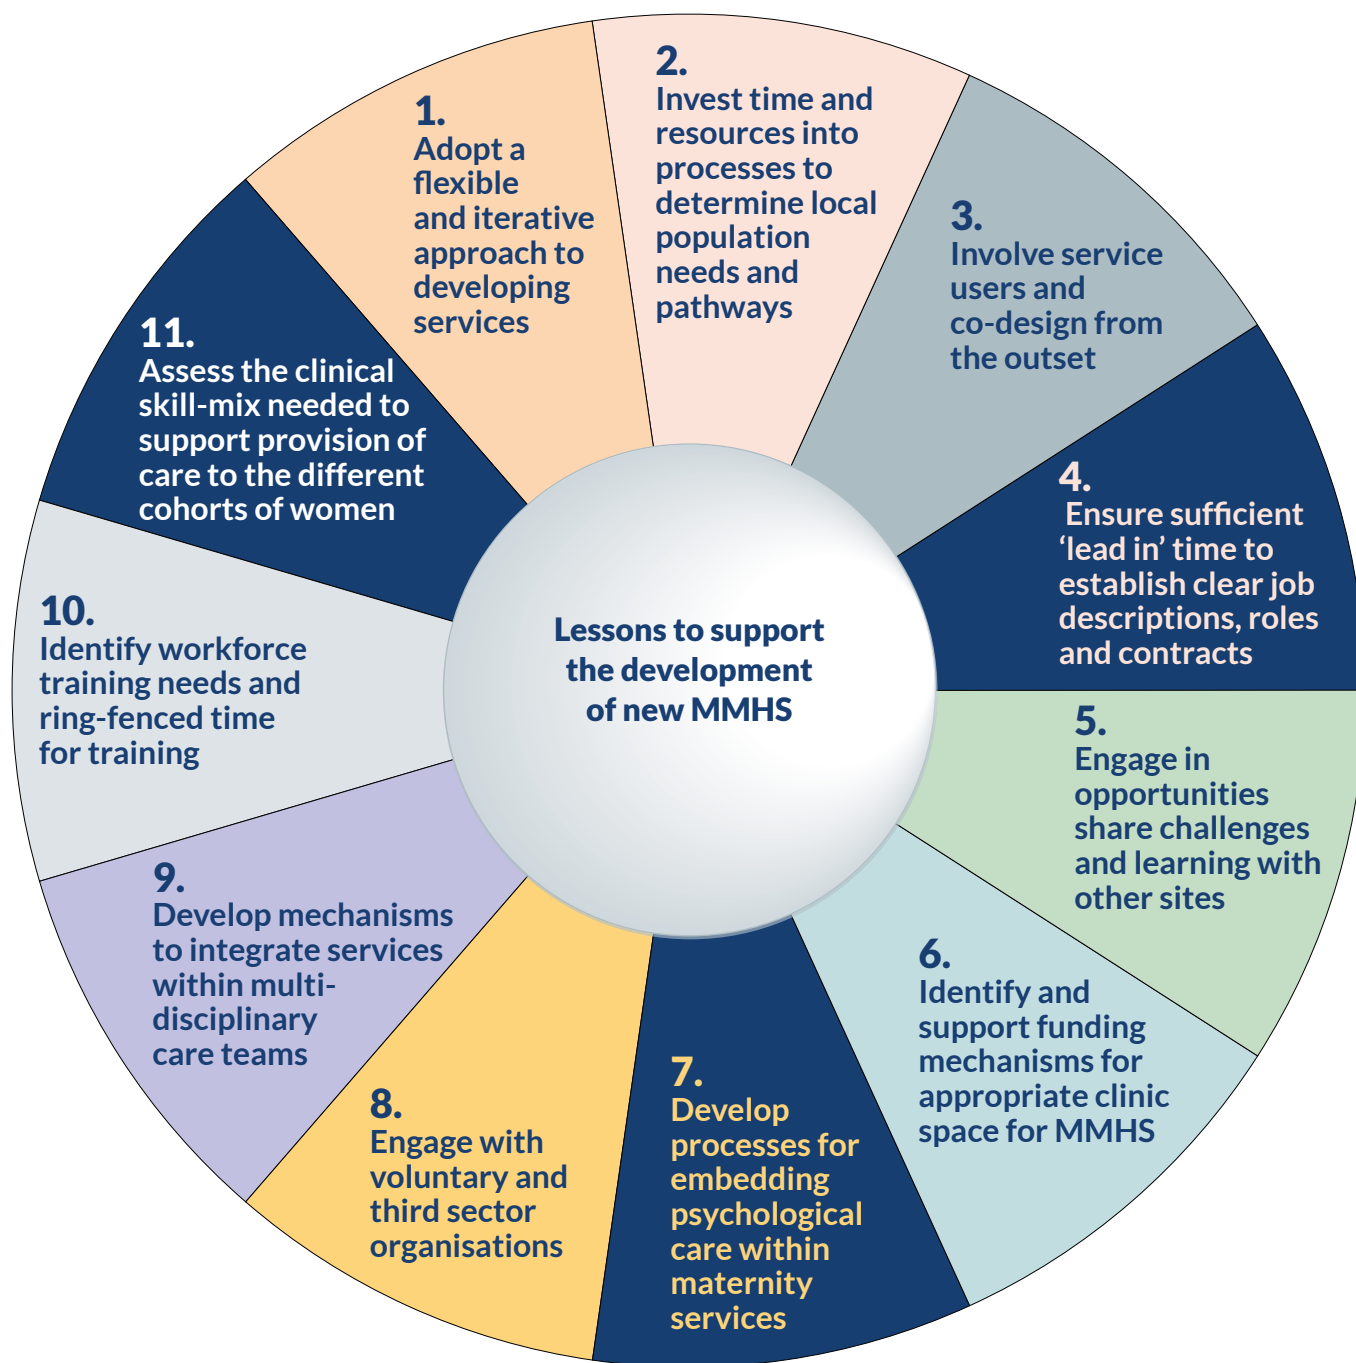 1.
Adopt a
flexible
and iterative
approach to
developing
services
2.
Invest time and
resources into
processes to
determine local
population
needs and
pathways
3.
Involve service
users and
co-design from
the outset
4.
Ensure sufficient
‘lead in’ time to
establish clear job
descriptions, roles
and contracts
5.
Engage in
opportunities
share challenges
and learning with
other sites
6.
Identify and
support funding
mechanisms for
appropriate clinic
space for MMHS
7.
Develop
processes for
embedding
psychological
care within
maternity
services
8.
Engage with
voluntary and
third sector
organisations
9.
Develop mechanisms
to integrate services
within multi-
disciplinary
care teams
10.
Identify workforce
training needs and
ring-fenced time
for training
11.
Assess the clinical
skill-mix needed to
support provision of
care to the different
cohorts of women
Lessons to support
the development
of new MMHS